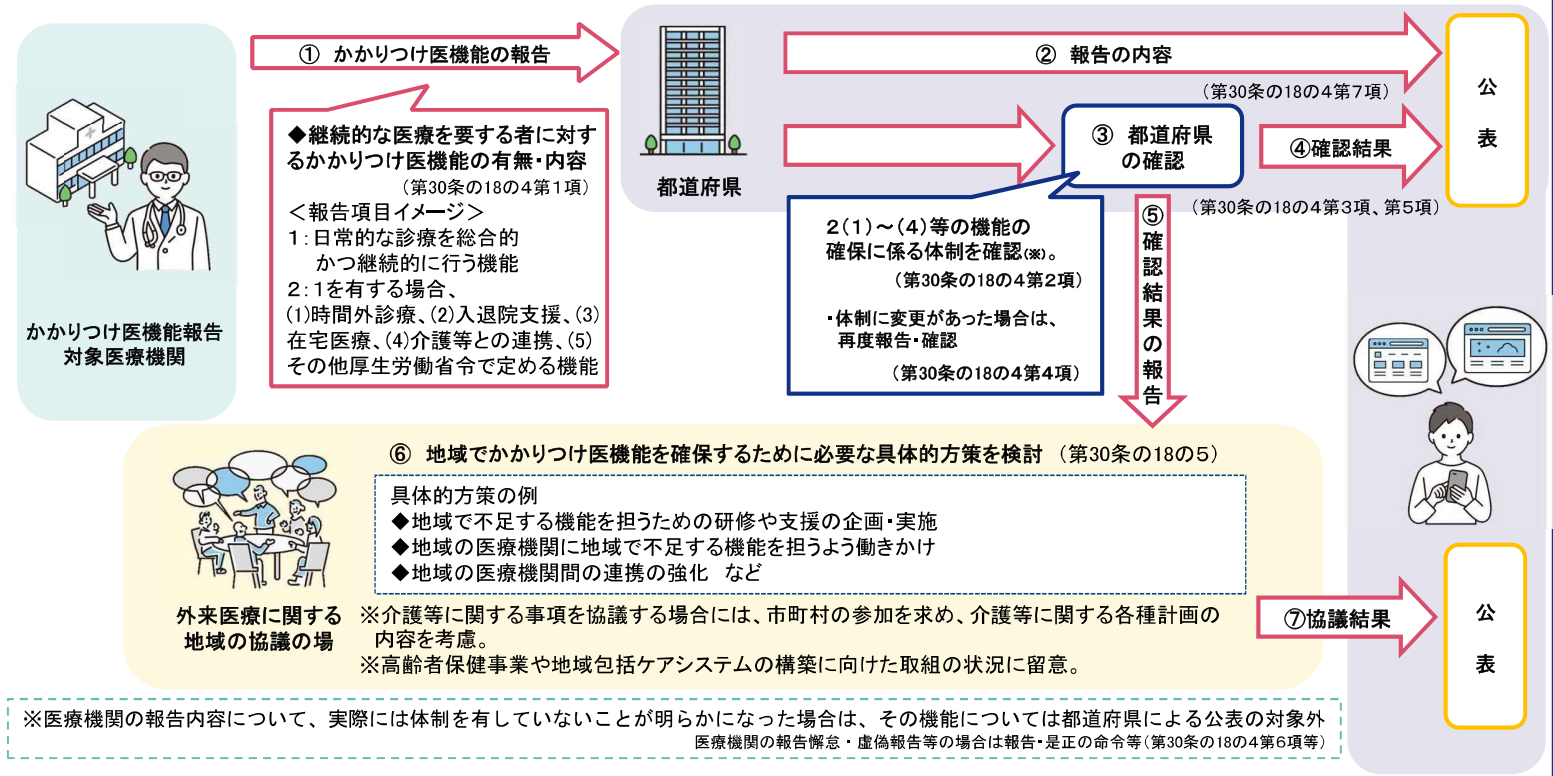 ① かかりつけ医機能の報告
◆継続的な医療を要する者に対す
るかかりつけ医機能の有無・内容
(第30条の18の4第1項)
＜報告項目イメージ＞
1：日常的な診療を総合的
かつ継続的に行う機能
2：1を有する場合、
(1)時間外診療、(2)入退院支援、(3)
在宅医療、(4)介護等との連携、(5)
その他厚生労働省令で定める機能
かかりつけ医機能報告
対象医療機関
都道府県
② 報告の内容
(第30条の18の4第7項)
③ 都道府県
の確認
④確認結果
(第30条の18の4第3項、第5項)
公
表
2(1)～(4)等の機能の
確保に係る体制を確認(※)。
(第30条の18の4第2項)
・体制に変更があった場合は、
再度報告・確認
(第30条の18の4第4項)
⑤確認結果の報告
⑥ 地域でかかりつけ医機能を確保するために必要な具体的方策を検討 (第30条の18の5)
具体的方策の例
◆地域で不足する機能を担うための研修や支援の企画・実施
◆地域の医療機関に地域で不足する機能を担うよう働きかけ
◆地域の医療機関間の連携の強化 など
外来医療に関する
地域の協議の場
※介護等に関する事項を協議する場合には、市町村の参加を求め、介護等に関する各種計画の
内容を考慮。
※高齢者保健事業や地域包括ケアシステムの構築に向けた取組の状況に留意。
⑦協議結果
公
表
※医療機関の報告内容について、実際には体制を有していないことが明らかになった場合は、その機能については都道府県による公表の対象外
医療機関の報告懈怠・虚偽報告等の場合は報告・是正の命令等(第30条の18の4第6項等)